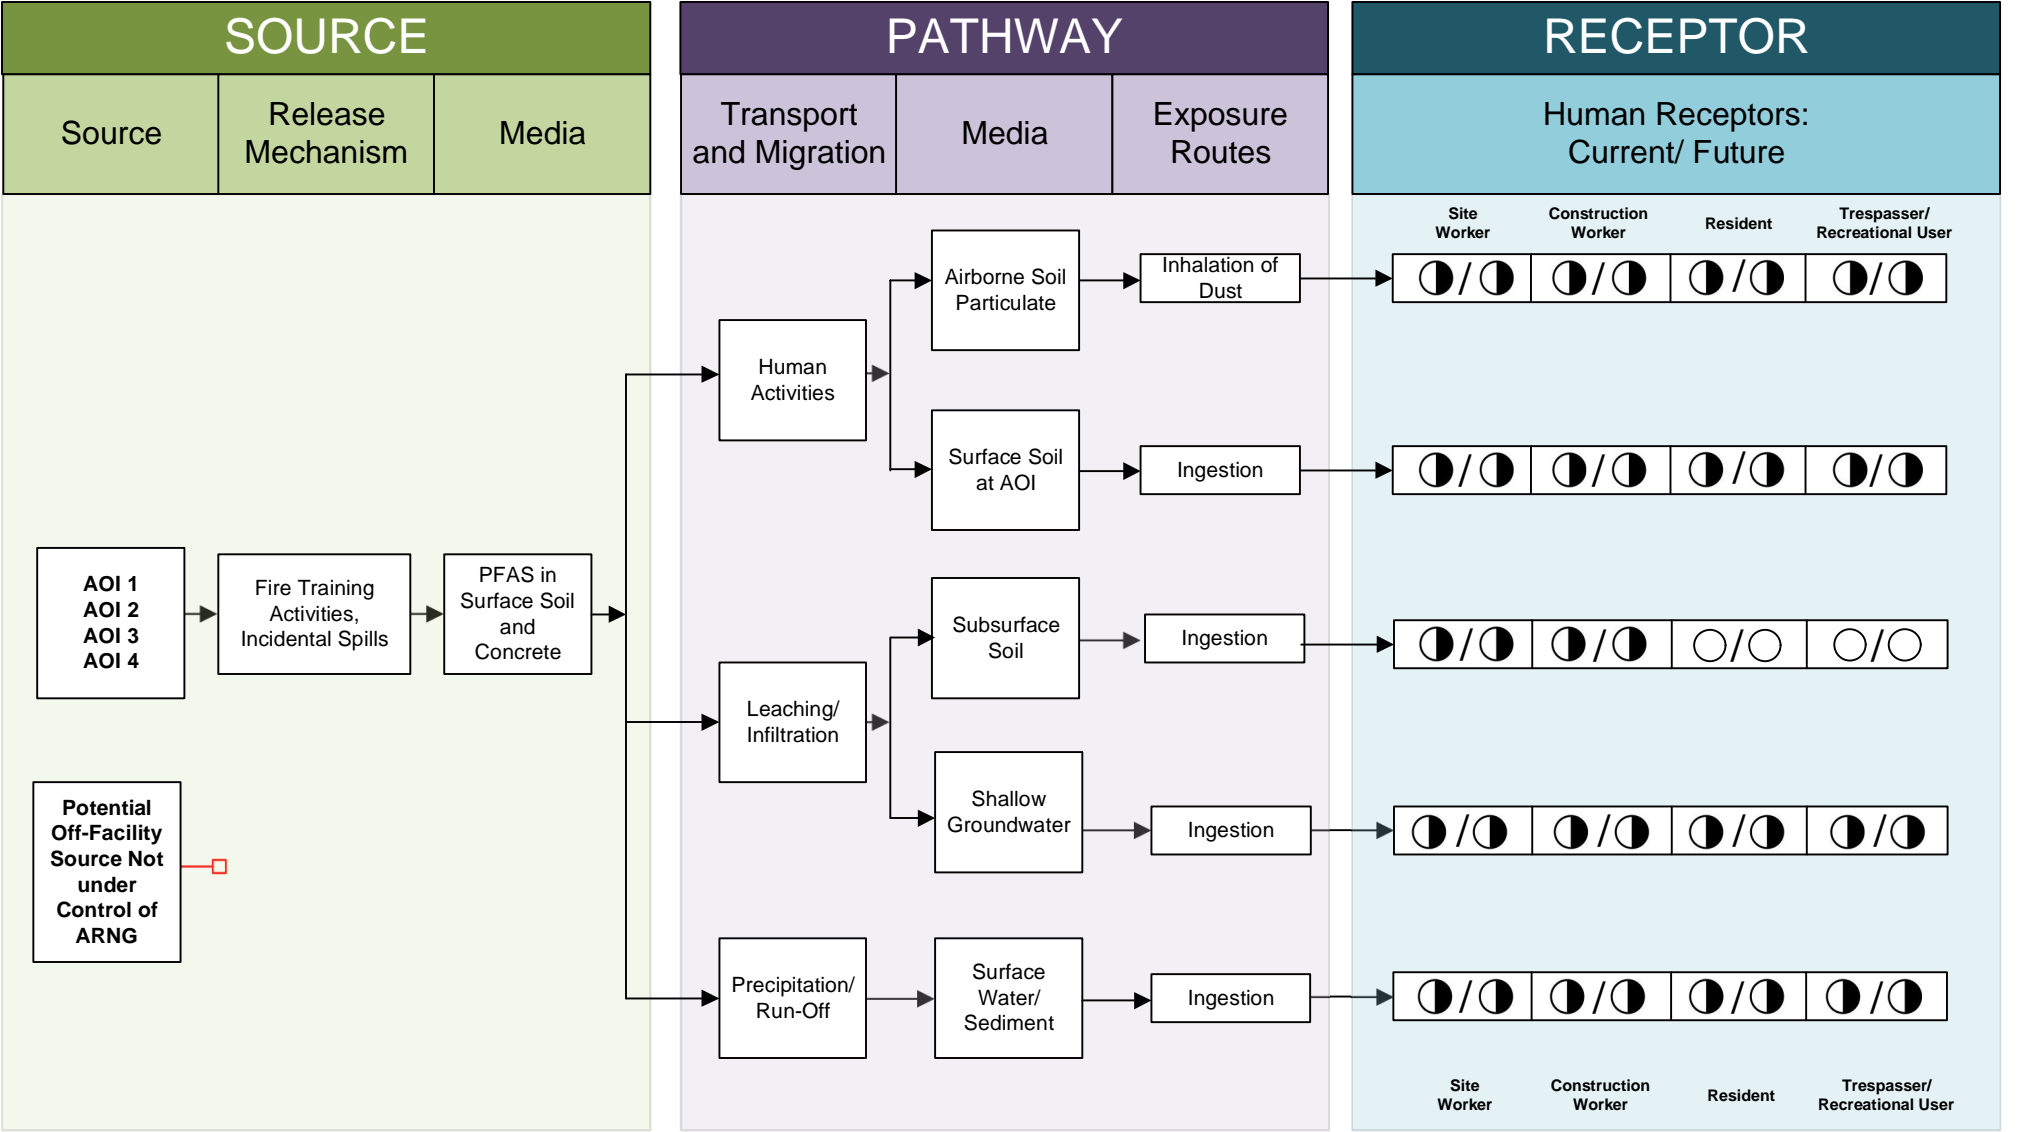 SOURCE
PATHWAY
RECEPTOR
Source
Release
Mechanism
Media
Transport
and Migration
Media
Exposure
Routes
Human Receptors:
Current/ Future
Site
Worker
Construction
Worker
Resident
Trespasser/
Recreational User
Airborne Soil
Particulate
Inhalation of
Dust
/ / / /
Human
Activities
Surface Soil
at AOI
Ingestion
/ / / /
AOI 1
AOI 2
AOI 3
AOI 4
Fire Training
Activities,
Incidental Spills
PFAS in
Surface Soil
and
Concrete
Subsurface
Soil
Ingestion
/ / / /
Leaching/
Infiltration
Shallow
Groundwater
Ingestion
/ / / /
Potential
Off-Facility
Source Not
under
Control of
ARNG
Precipitation/
Run-Off
Surface
Water/
Sediment
Ingestion
/ / / /
Site
Worker
Construction
Worker
Resident
Trespasser/
Recreational User